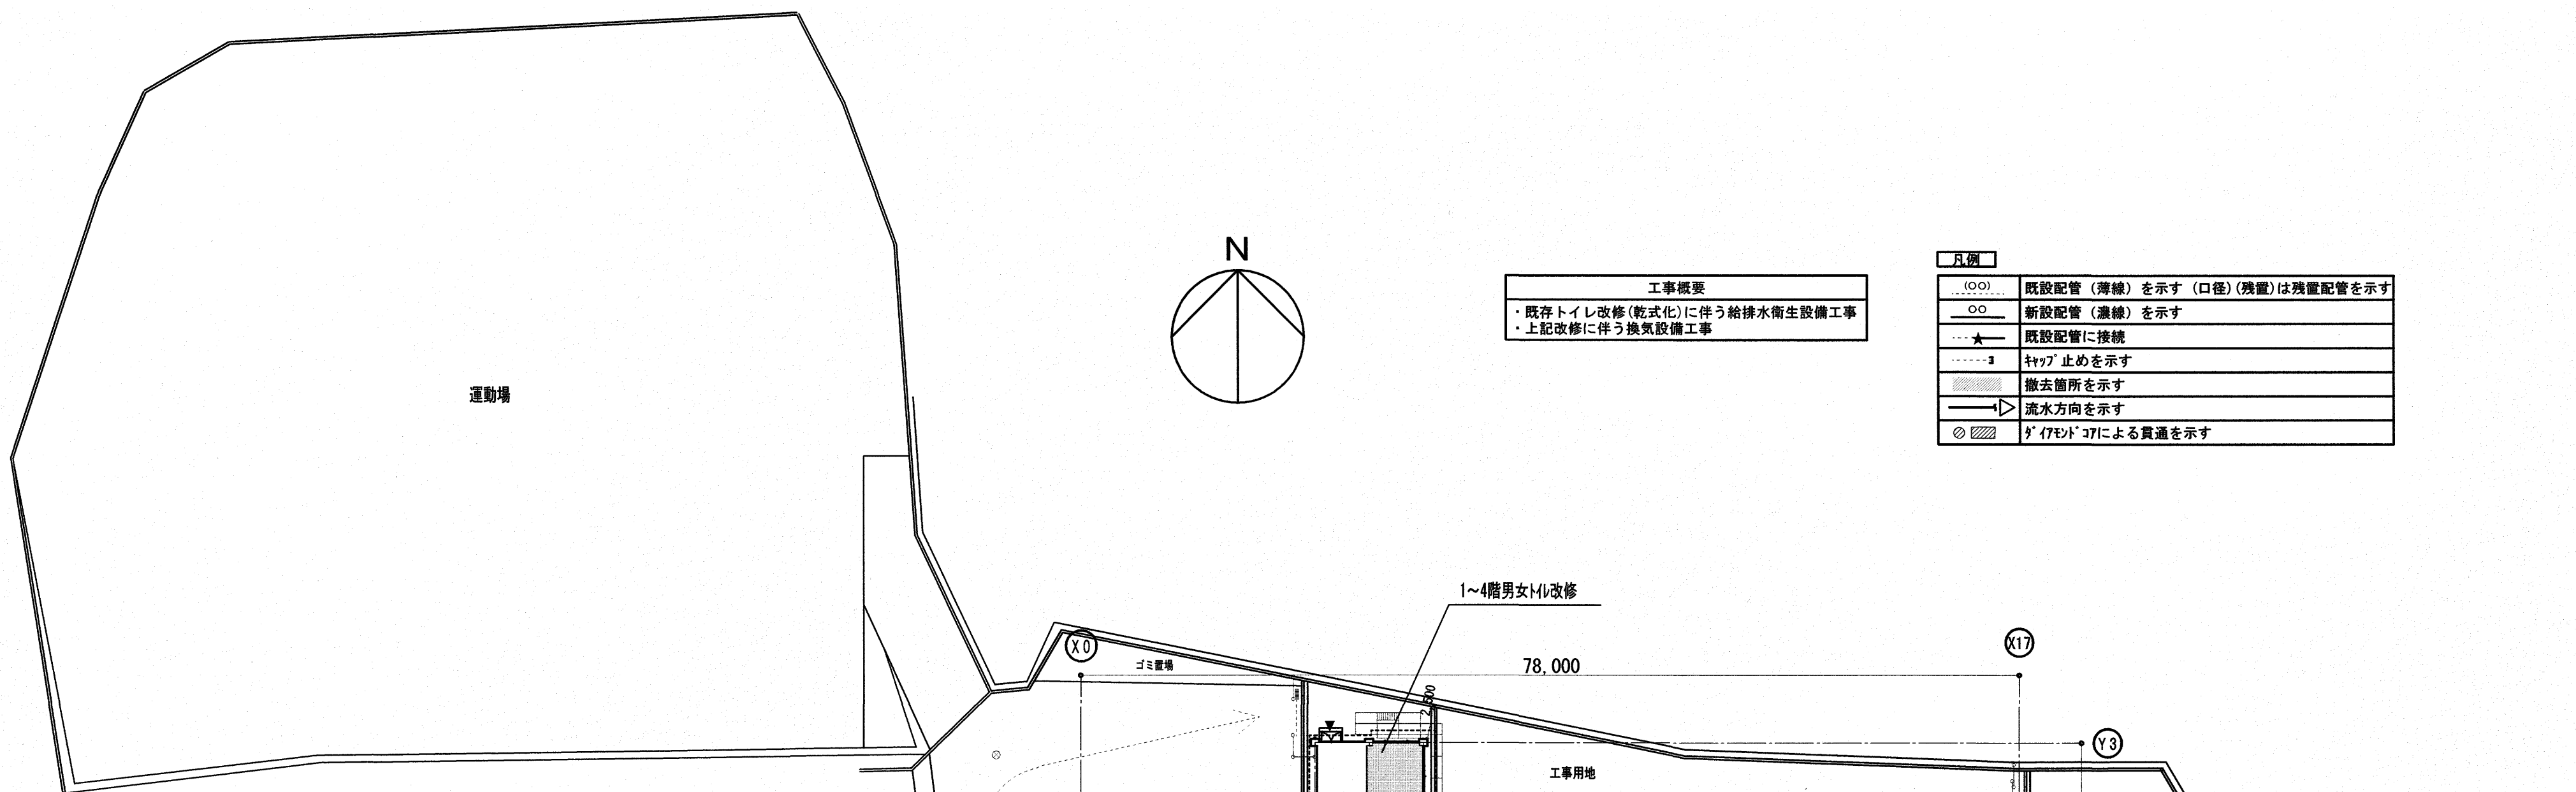 N
工事概要
・既存トイレ改修(乾式化)に伴う給排水衛生設備工事
・上記改修に伴う換気設備工事
凡例
(○○) 既設配管（薄線）を示す（口径）(残置)は残置配管を示す
○○ 新設配管（濃線）を示す
既設配管に接続
ｷｬｯﾌﾟ止めを示す
撤去箇所を示す
流水方向を示す
ﾀﾞｲｱﾓﾝﾄﾞｺｱによる貫通を示す
運動場
1～4階男女ﾄｲﾚ改修
X0
X17
ゴミ置場
78,000
Y3
工事用地